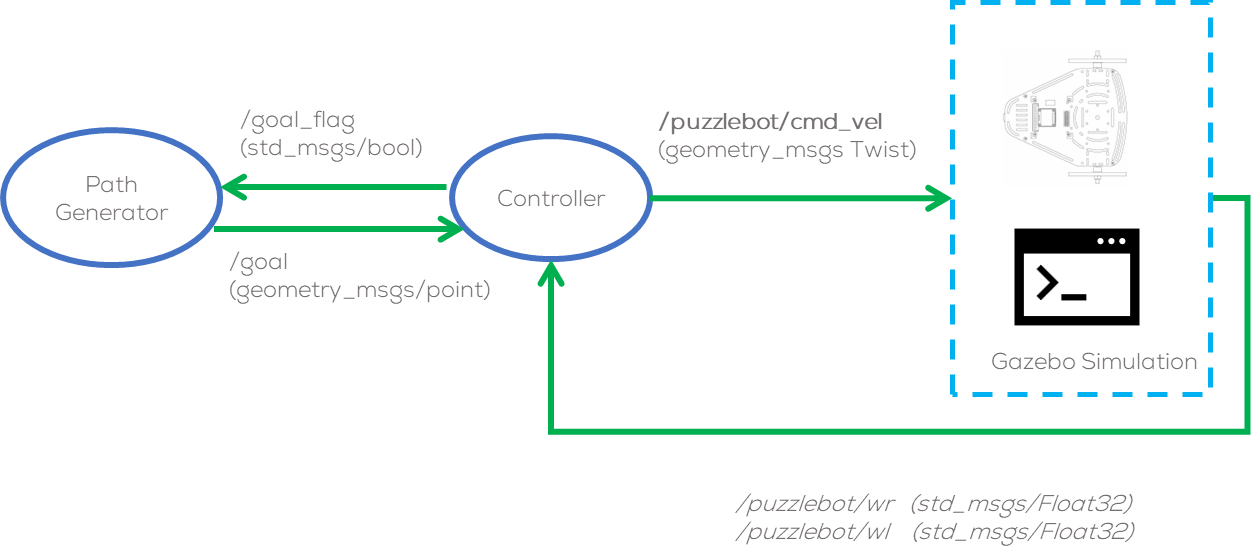 /goal_flag
(std_msgs/bool)
/puzzlebot/cmd_vel
(geometry_msgs Twist)
Path
Generator
Controller
/goal
(geometry_msgs/point)
Gazebo Simulation
/puzzlebot/wr (std_msgs/Float32)
/puzzlebot/wl (std_msgs/Float32)